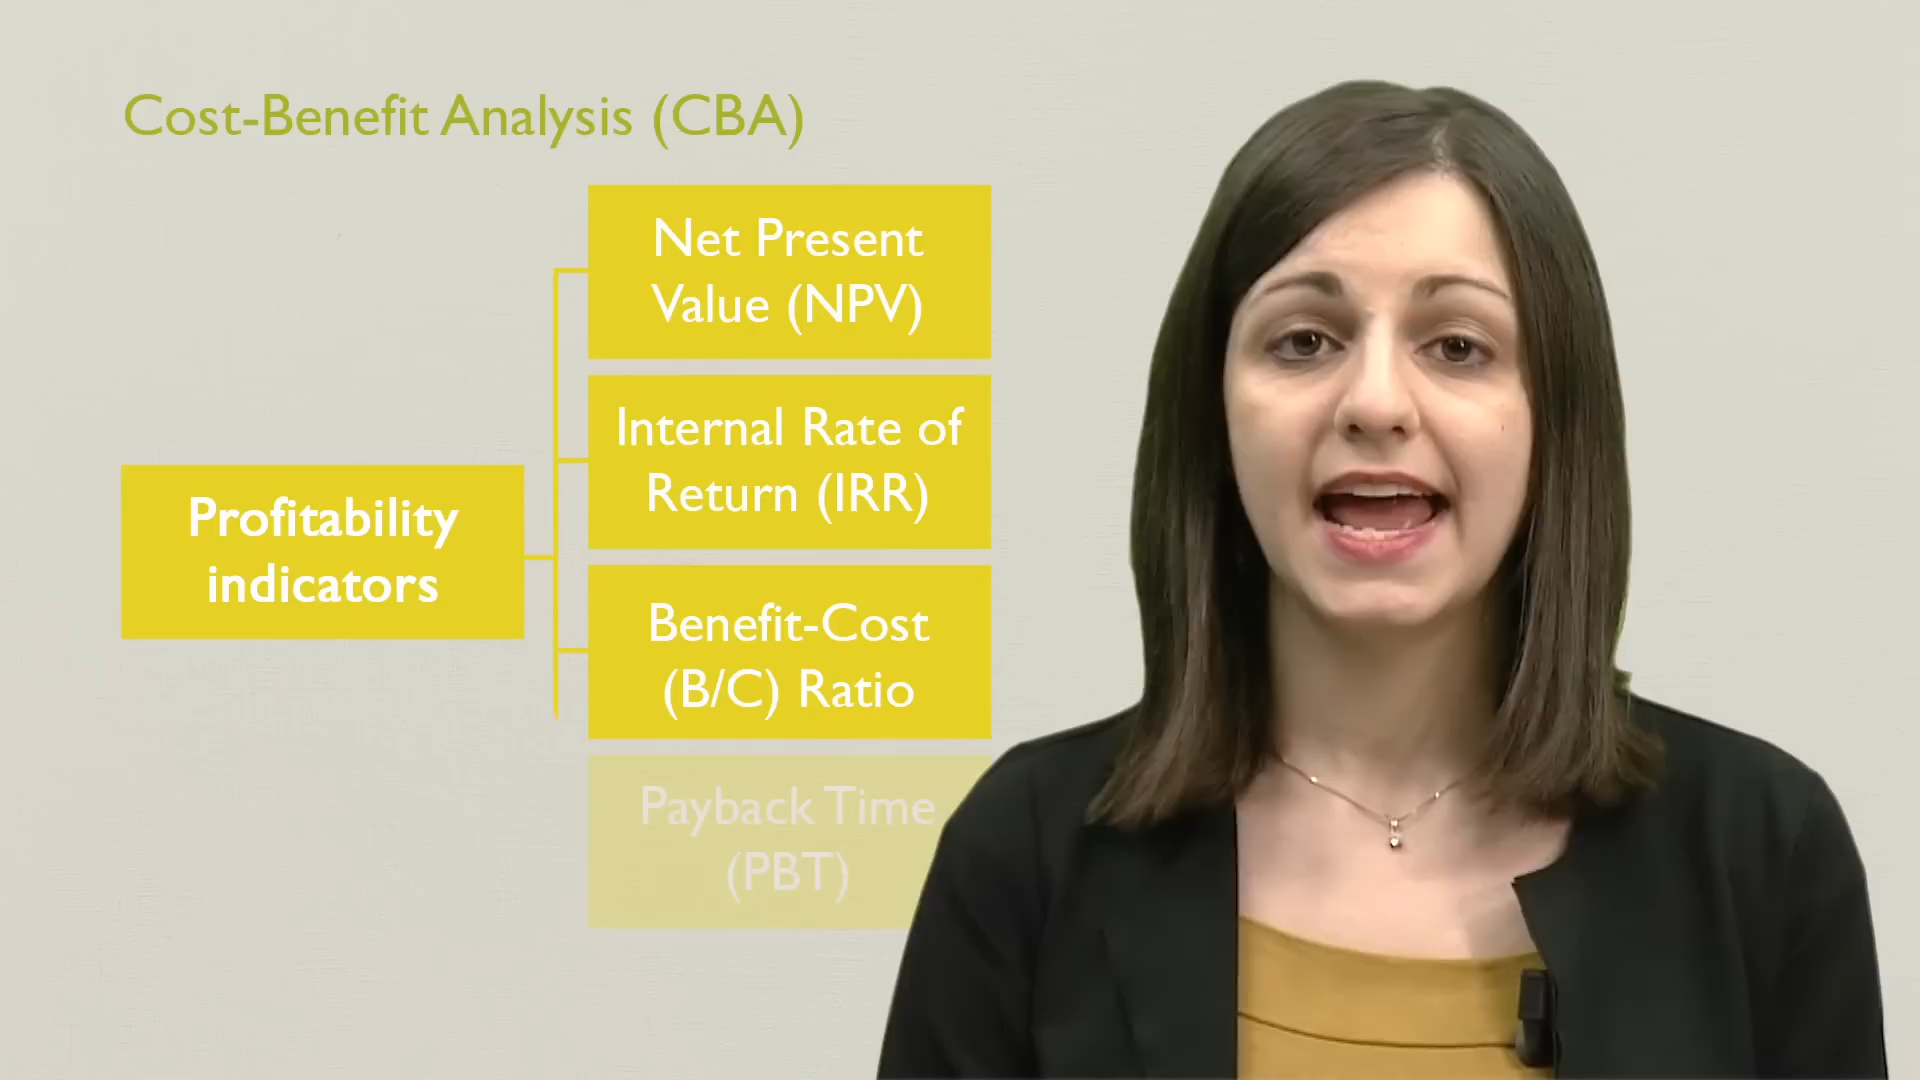 Cost-Benefit Analysis (CBA)
Profitability
indicators
Net Present
Value (NPV)
Internal Rate of
Return (IRR)
Benefit-Cost
(B/C) Ratio
Payback Time
(PBT)